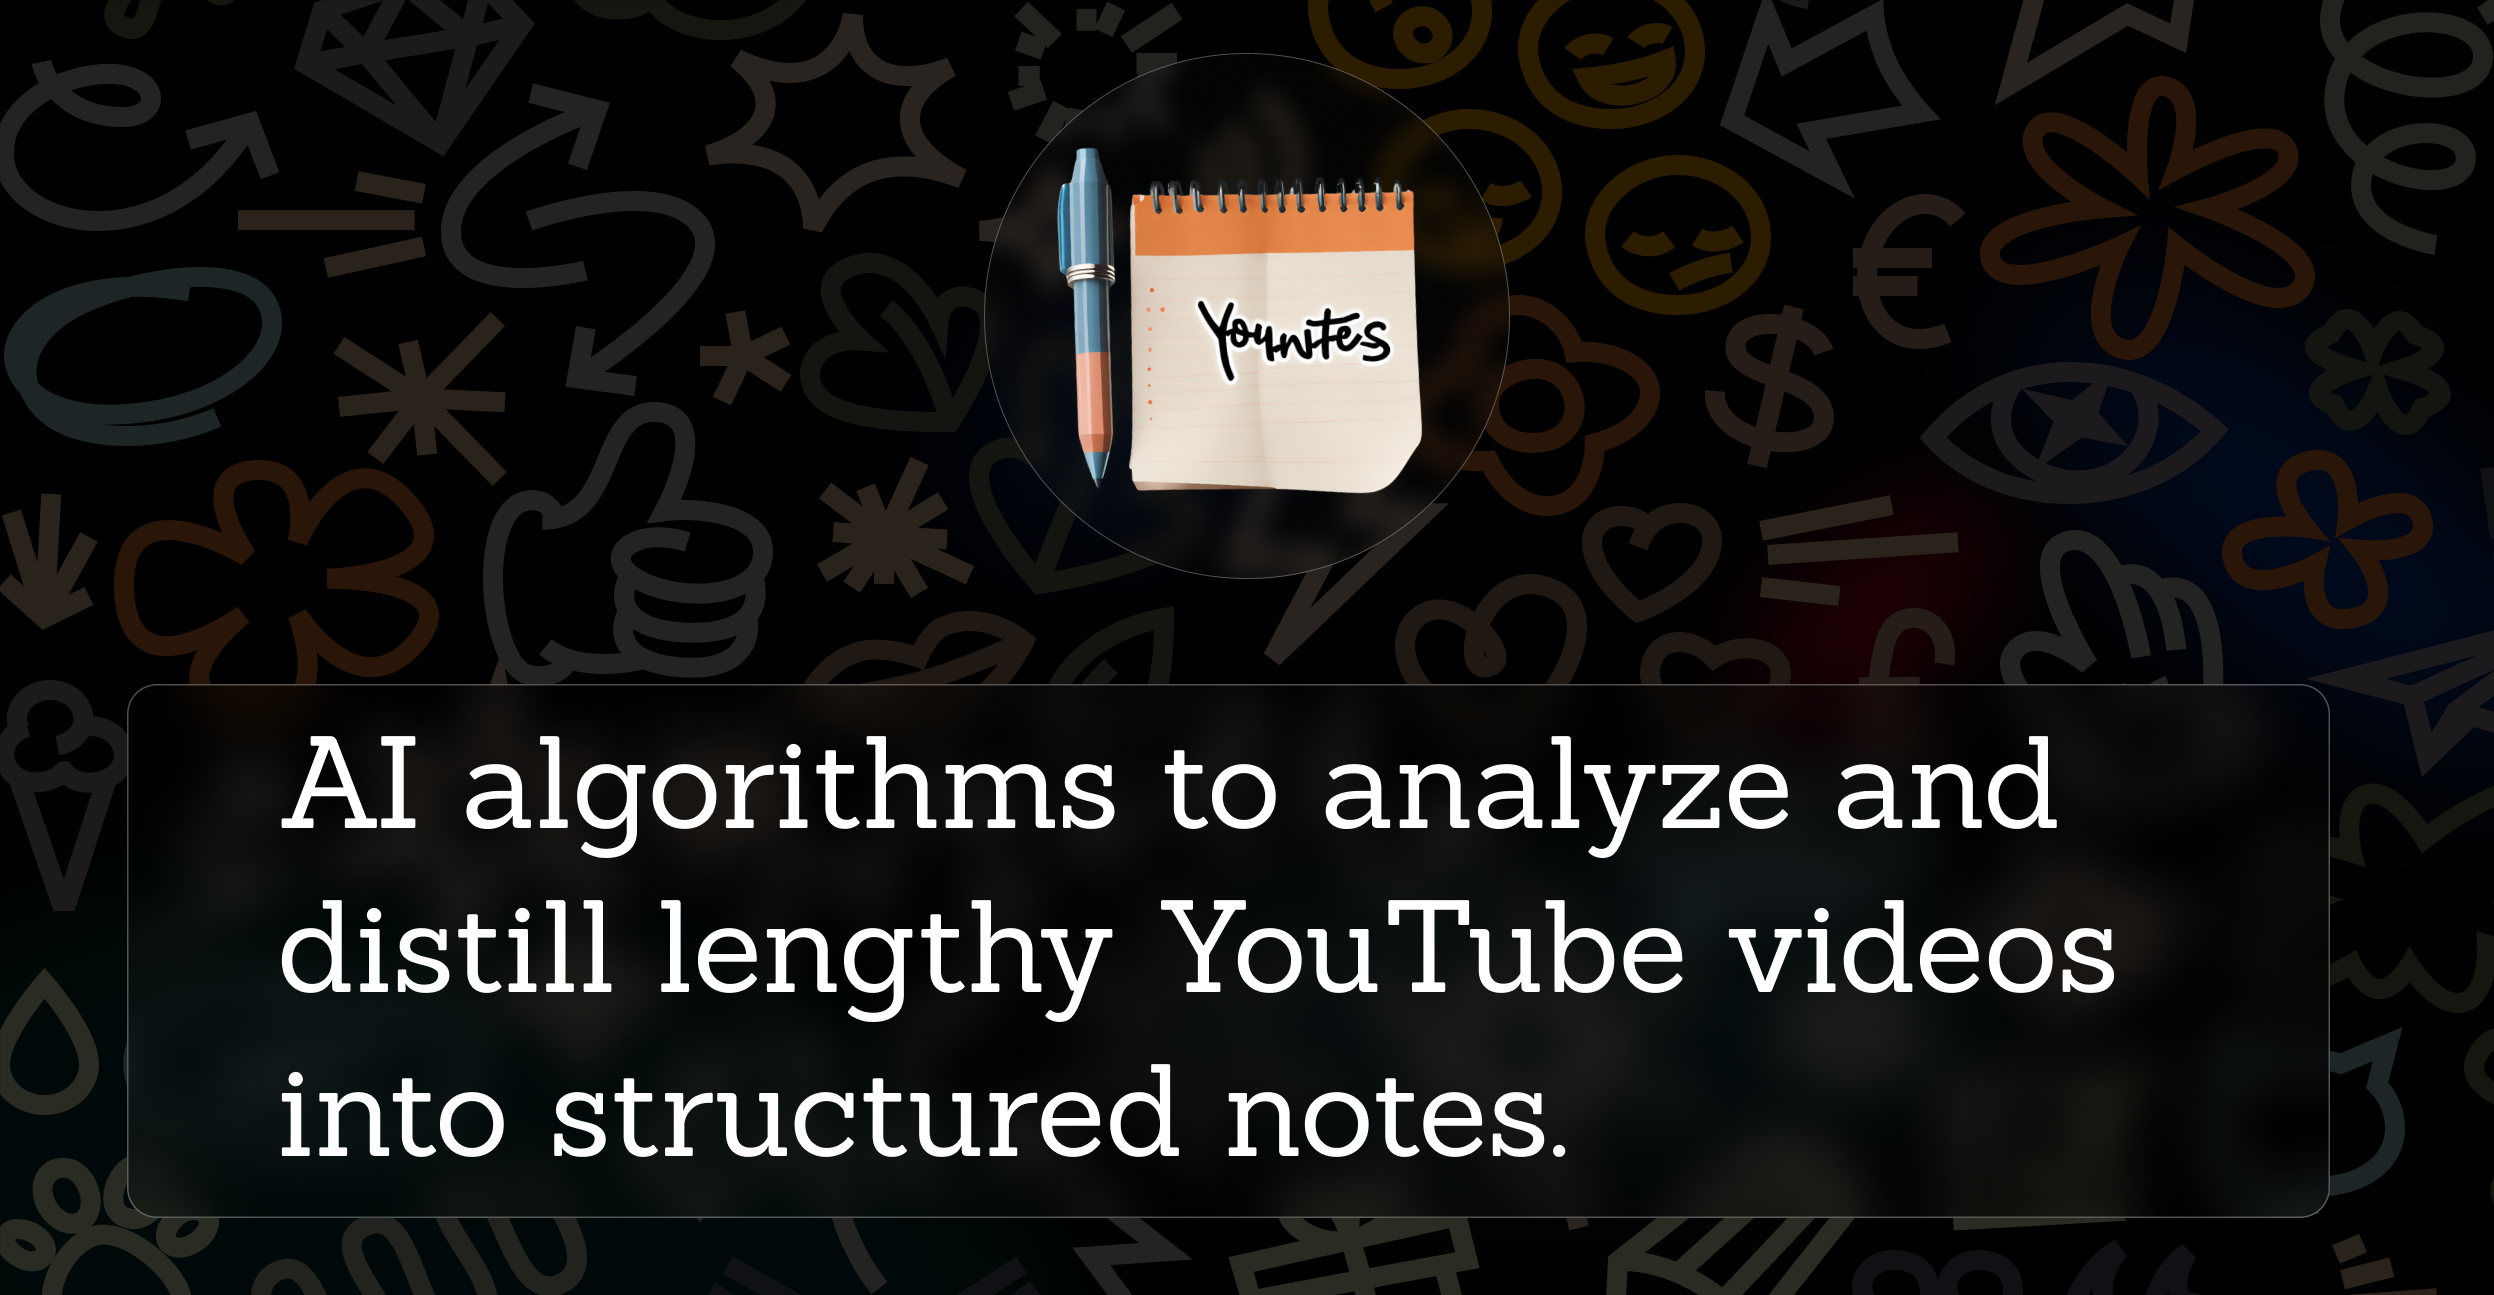 Younites
AI algorithms to analyze and
distill lengthy YouTube videos
into structured notes.